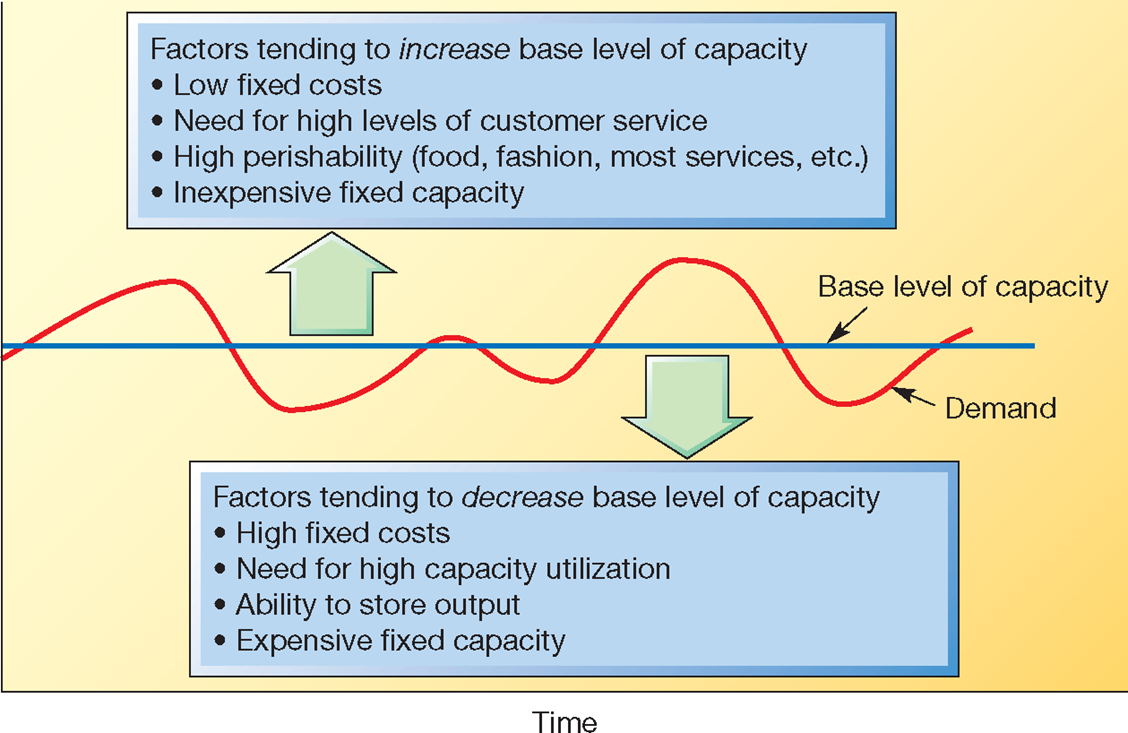 Factors tending to increase base level of capacity
• Low fixed costs
• Need for high levels of customer service
• High perishability (food, fashion, most services, etc.)
• Inexpensive fixed capacity
Base level of capacity
Demand
Factors tending to decrease base level of capacity
• High fixed costs
• Need for high capacity utilization
• Ability to store output
• Expensive fixed capacity
Time